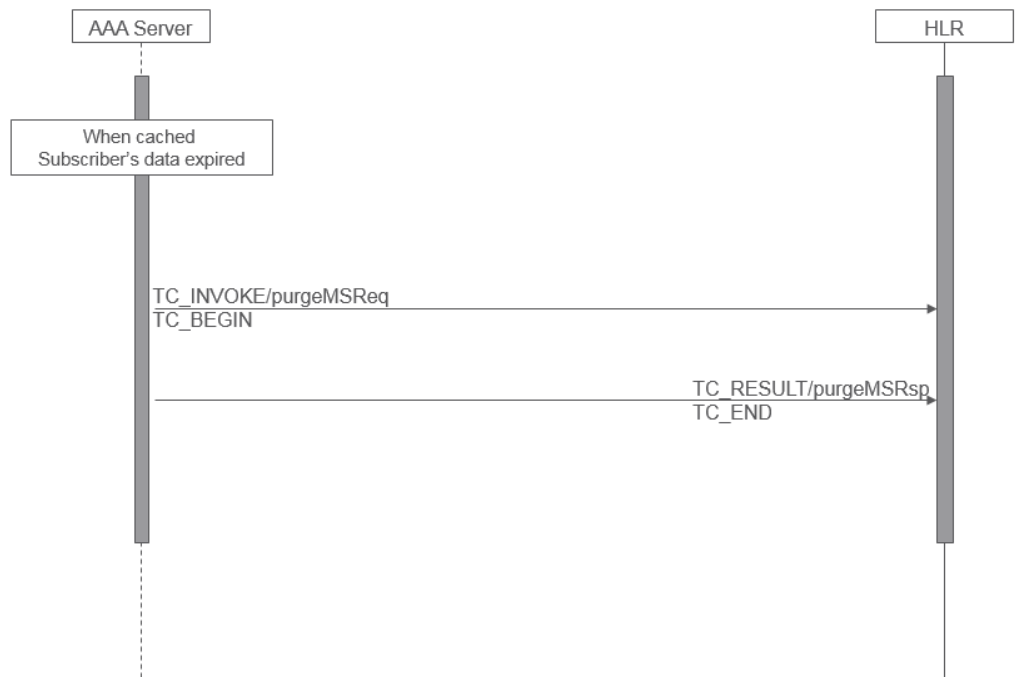 AAA Server
HLR
When cached
Subscriber's data expired
TC_INVOKE/purgeMSReq
TC_BEGIN
TC_RESULT/purgeMSRsp
TC_END